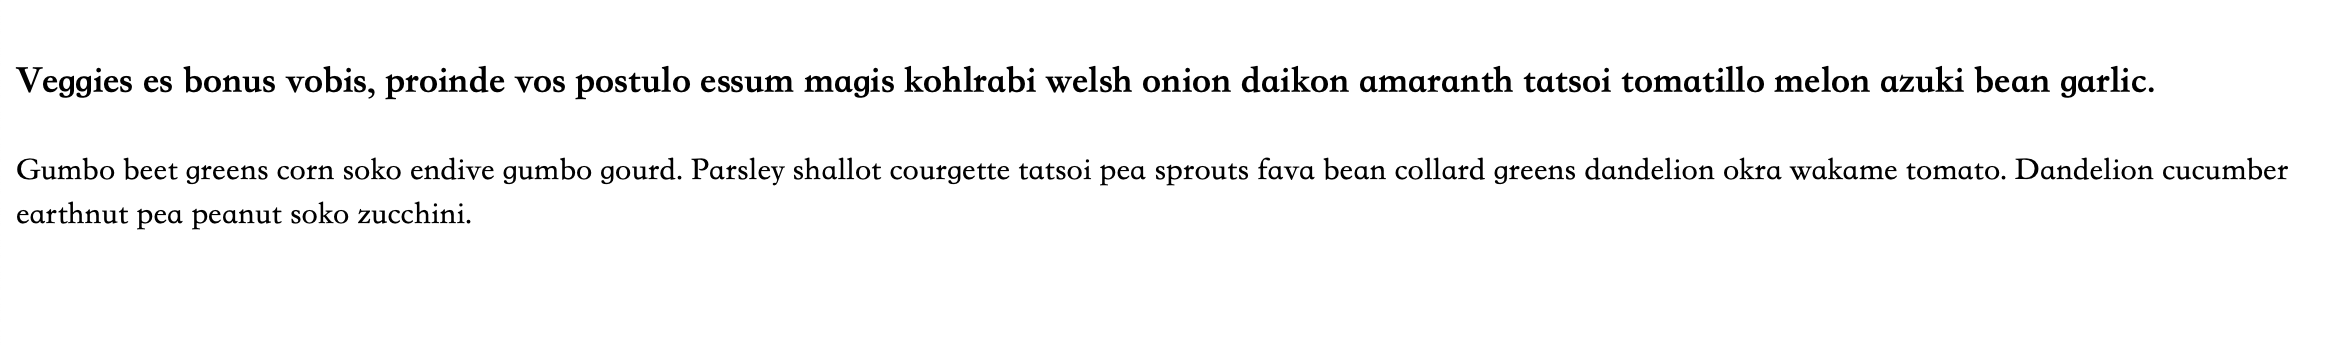 Veggies es bonus vobis, proinde vos postulo essum magis kohlrabi welsh onion daikon amaranth tatsoi tomatillo melon azuki bean garlic.
Gumbo beet greens corn soko endive gumbo gourd. Parsley shallot courgette tatsoi pea sprouts fava bean collard greens dandelion okra wakame tomato. Dandelion cucumber
earthnut pea peanut soko zucchini.